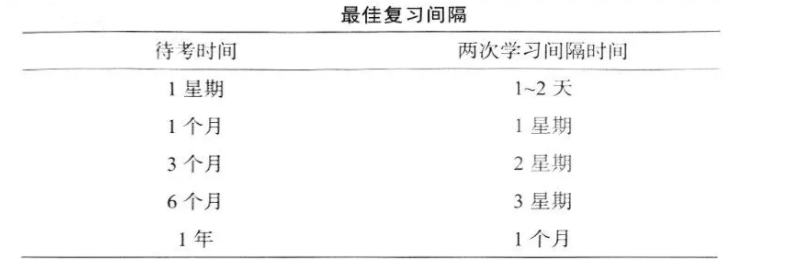 最佳复习间隔
待考时间 两次学习间隔时间
1 星期 1~2 天
1 个月 1 星期
3 个月 2 星期
6 个月 3 星期
1 年 1 个月